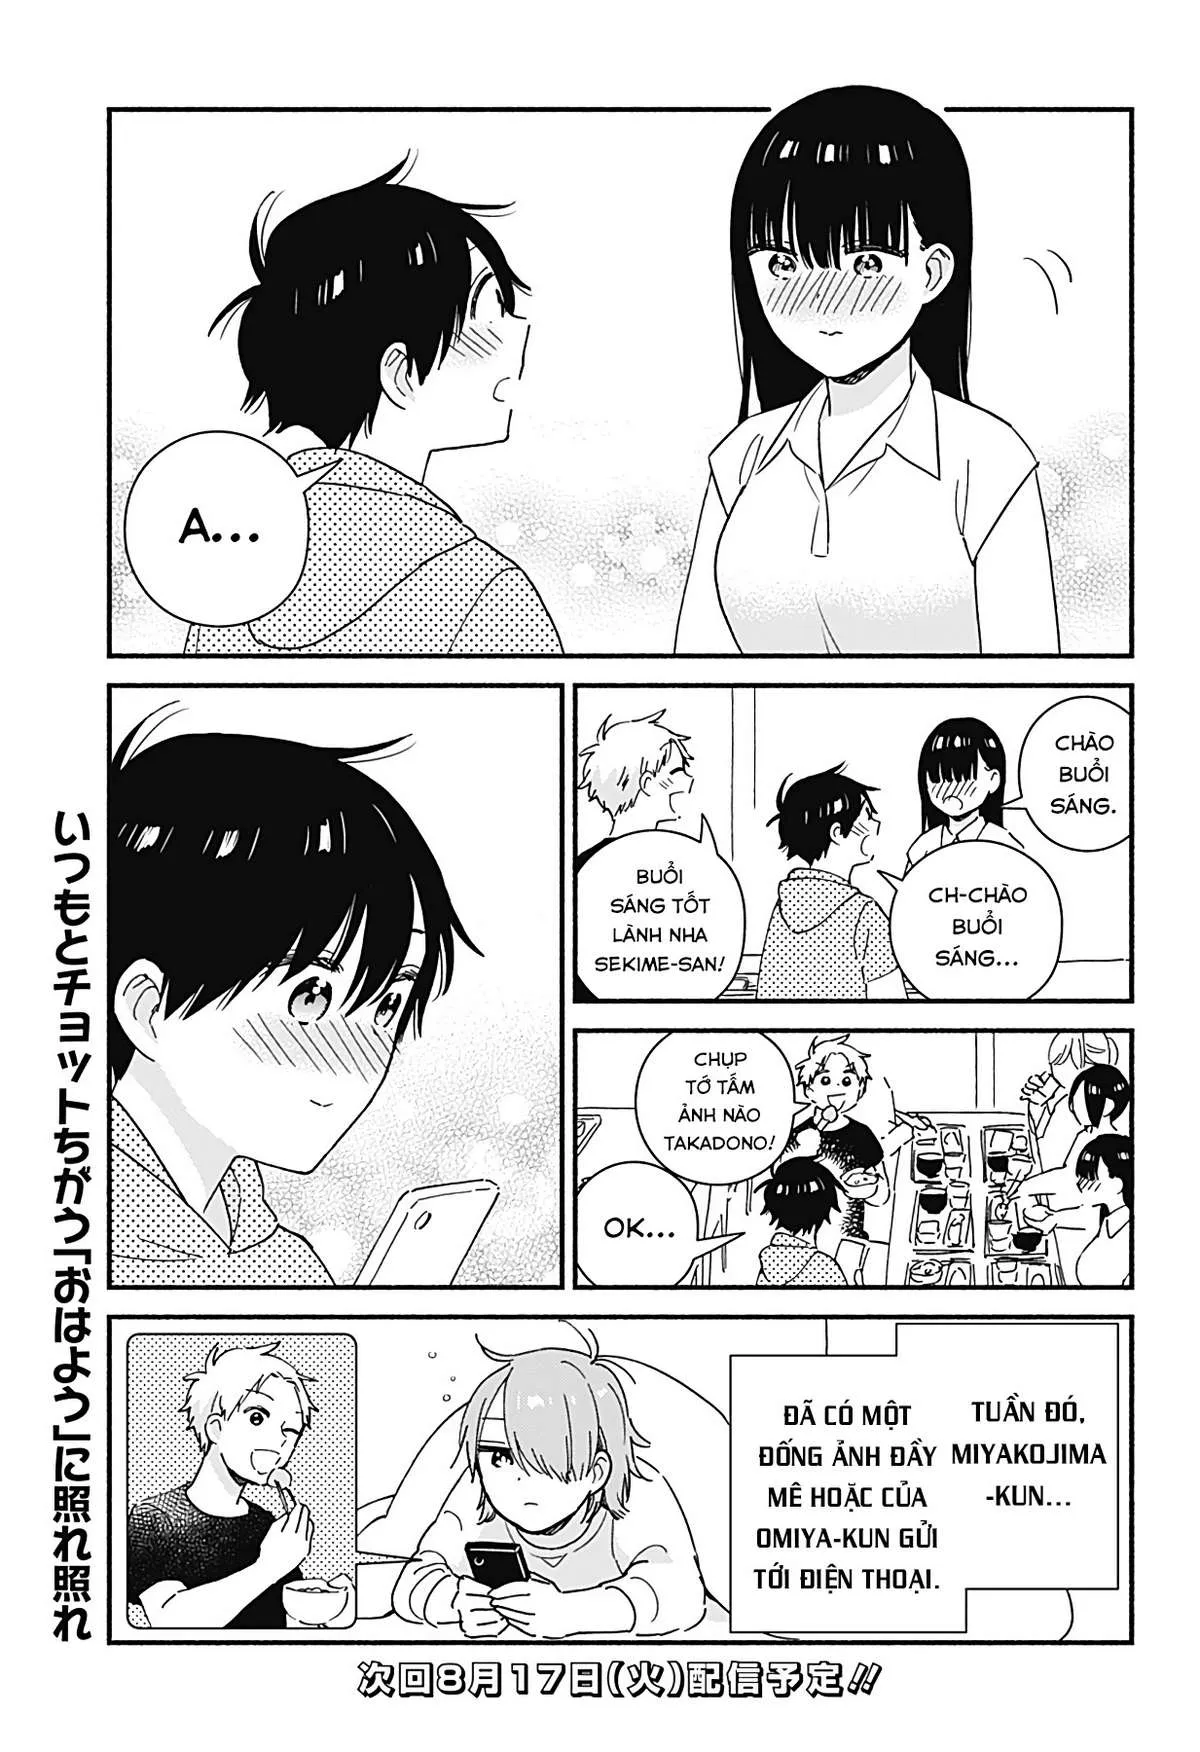 A...
CHÀO
BUỔI
SÁNG.
BUỔI
SÁNG TỐT
LÀNH NHA
SEKIME-SAN!
CH-CHÀO
BUỔI
SÁNG...
CHỤP
TỚ TẤM
ẢNH NÀO
TAKADONO!
OK...
TUẦN ĐÓ,
MIYAKOJIMA
-KUN...
ĐÃ CÓ MỘT
ĐỐNG ẢNH ĐẦY
MÊ HOẶC CỦA
OMIYA-KUN GỬI
TỚI ĐIỆN THOẠI.
いつもとチョットちがう「おはよう」に照れ照れ
次回8月17日(火)配信予定!!